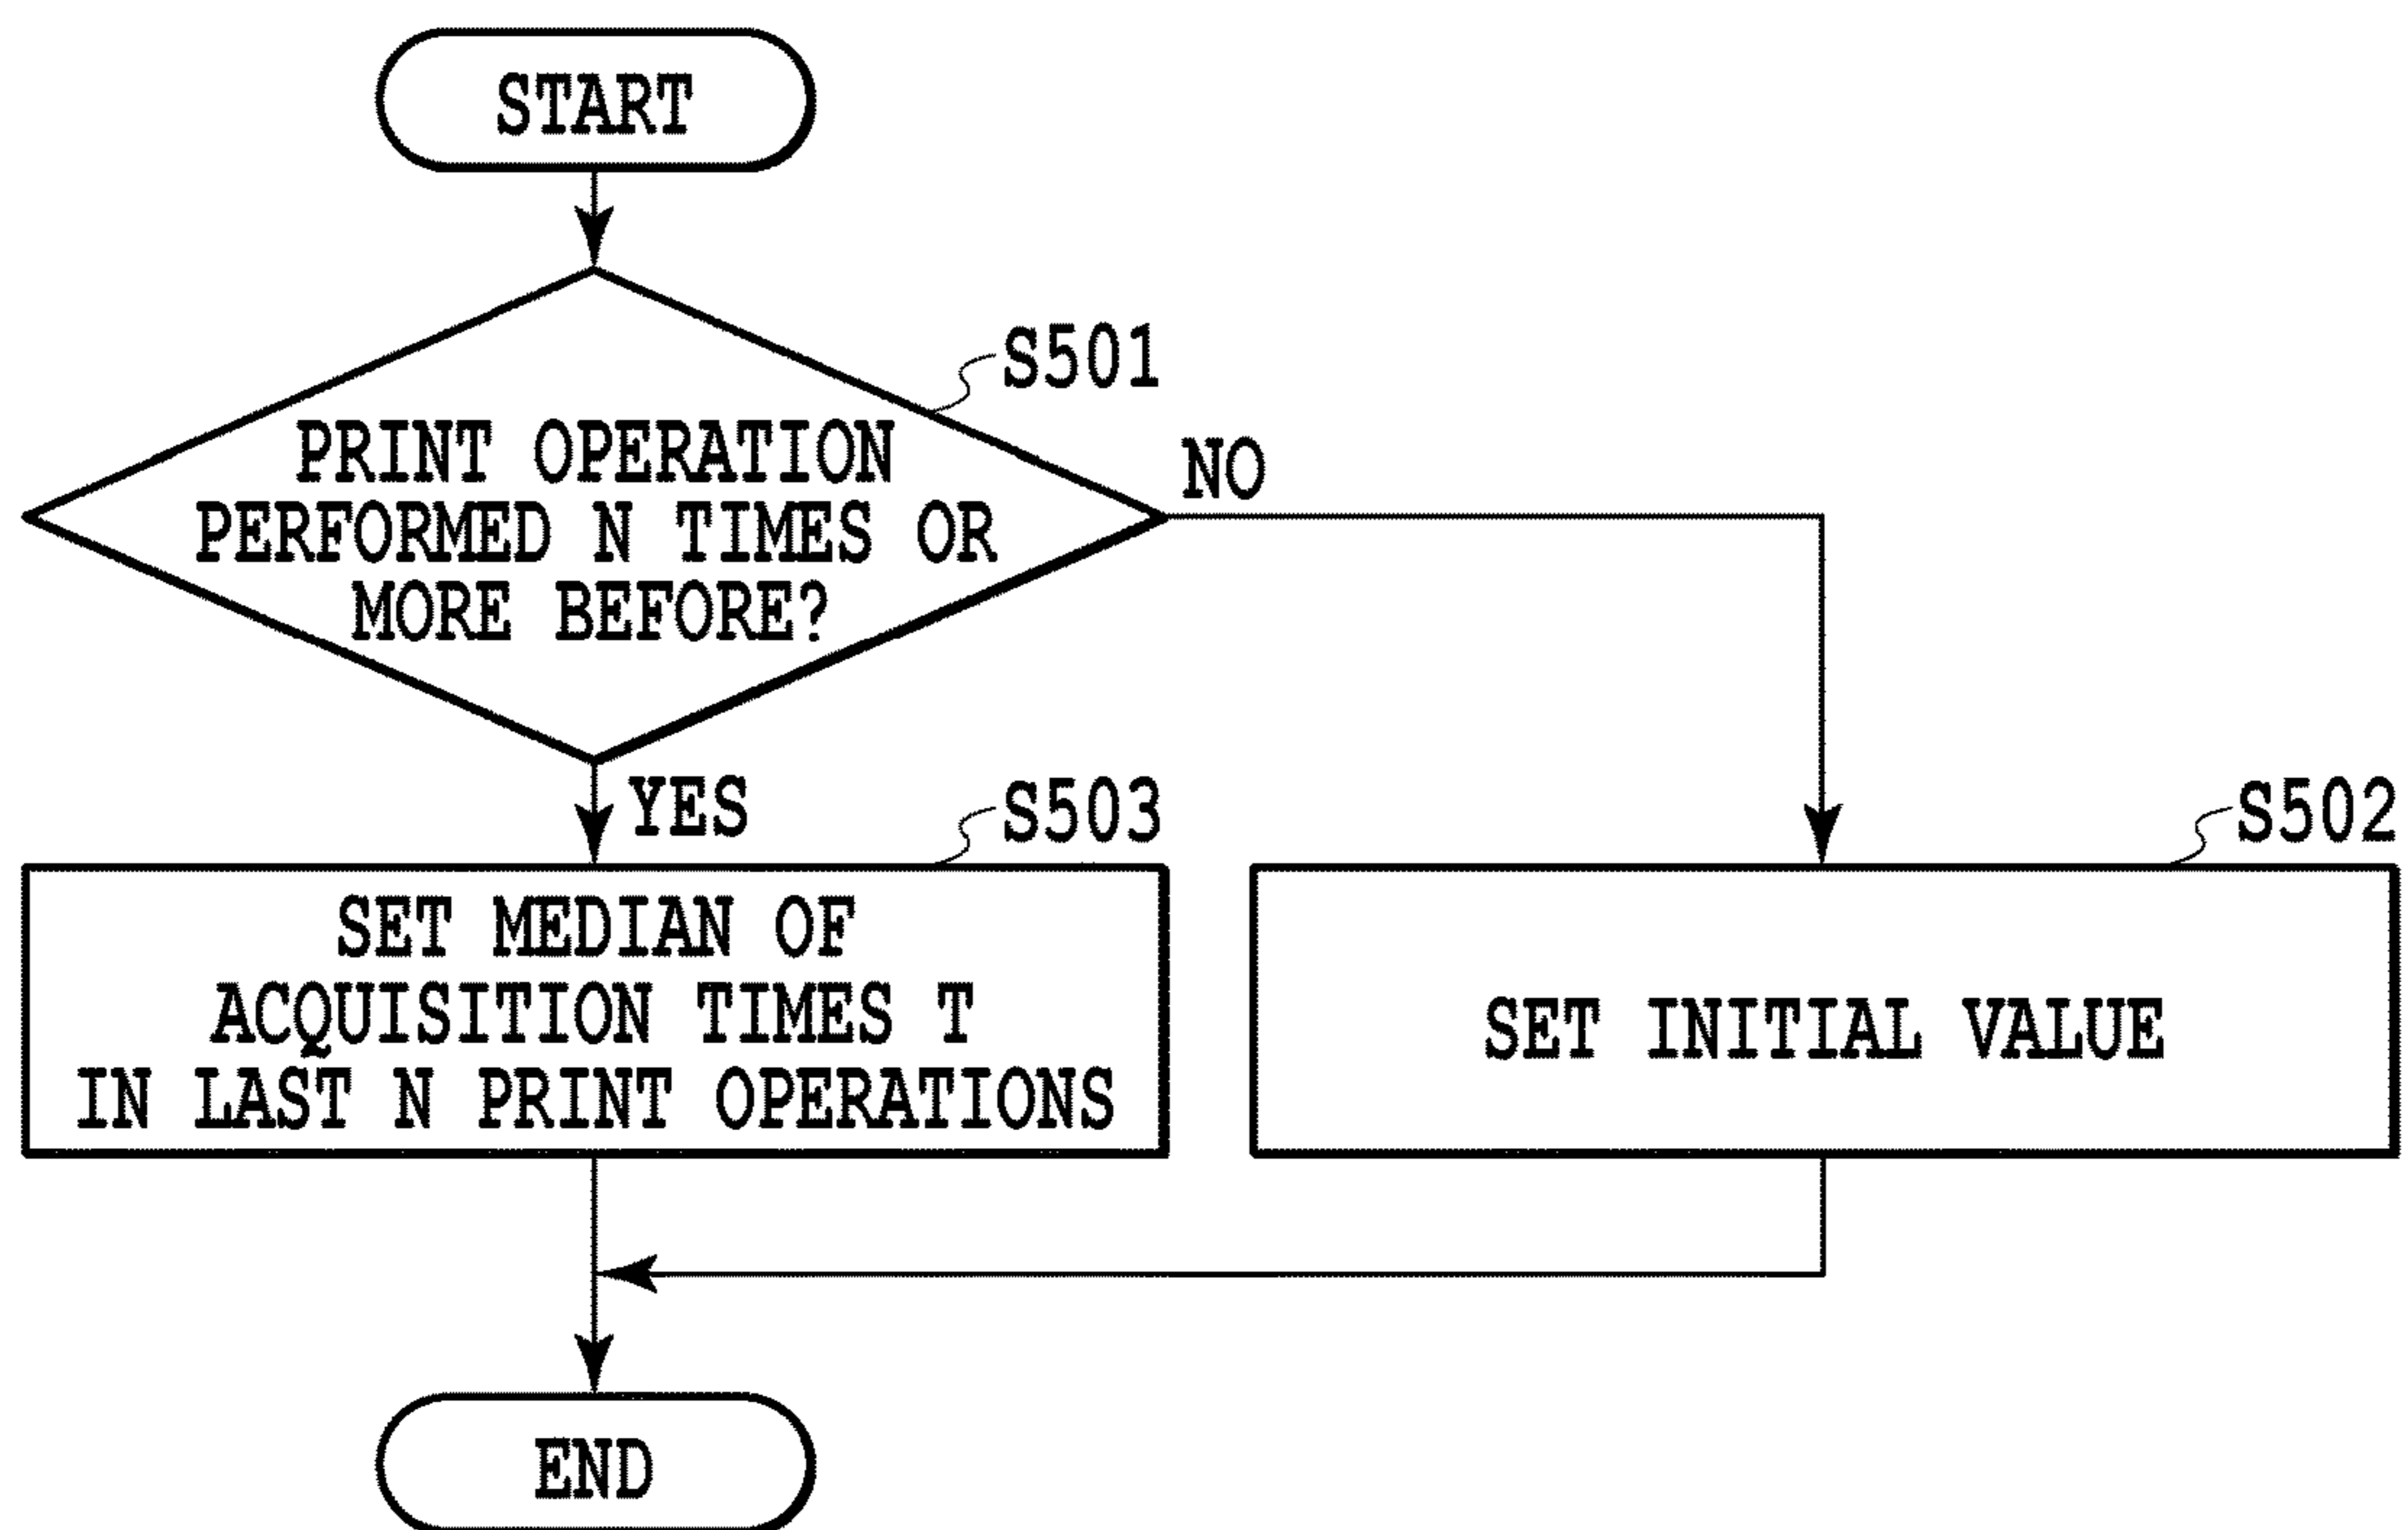 START
S501
PRINT OPERATION
PERFORMED N TIMES OR
MORE BEFORE?
NO
YES
S503
SET MEDIAN OF
ACQUISITION TIMES T
IN LAST N PRINT OPERATIONS
S502
SET INITIAL VALUE
END